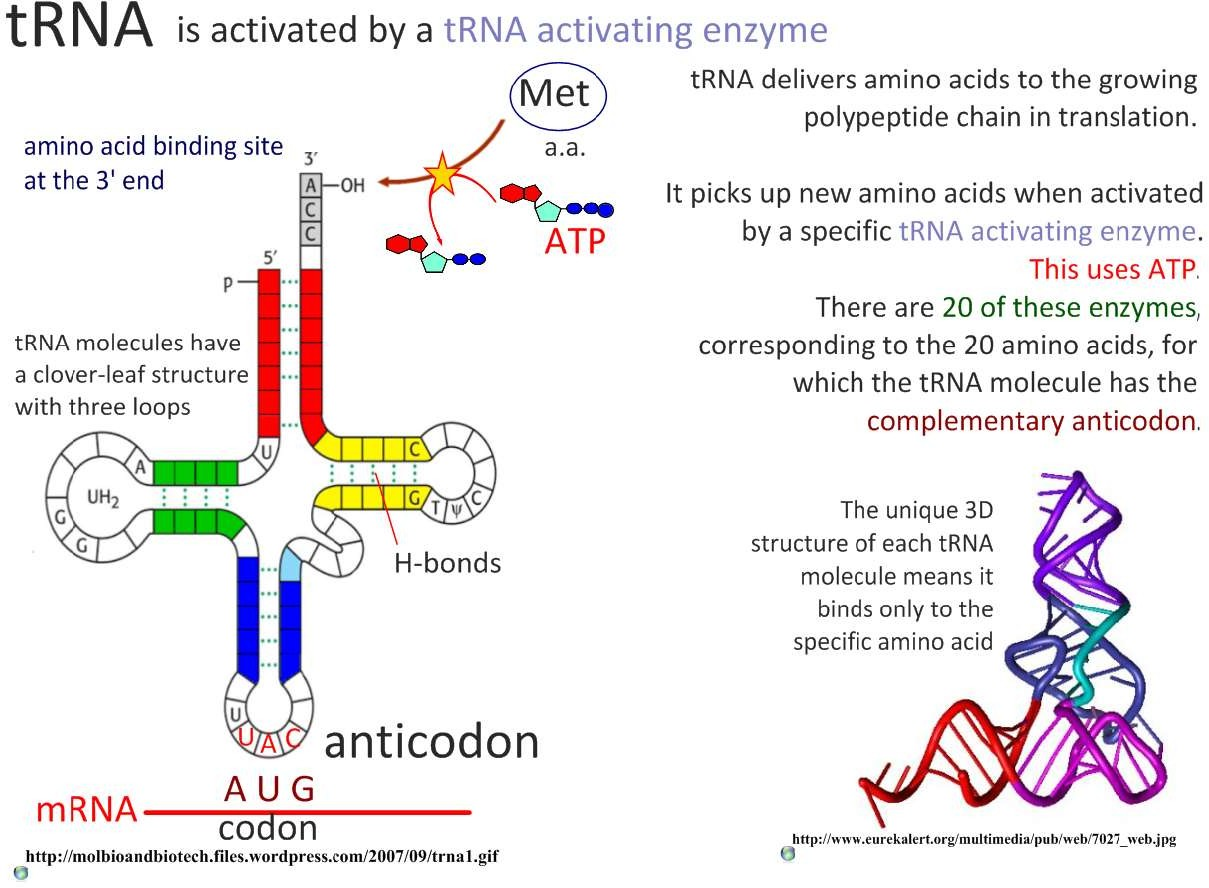 tRNA is activated by a tRNA activating enzyme
Met
a.a.
amino acid binding site
at the 3' end
3′
A
OH
C
C
ATP
5′
P
tRNA molecules have
a clover-leaf structure
with three loops
U
A
C
UH2
G
G
G
T
Ψ
C
H-bonds
U
UAC
anticodon
A U G
mRNA
codon
http://molbioandbiotech.files.wordpress.com/2007/09/trna1.gif
tRNA delivers amino acids to the growing
polypeptide chain in translation.
It picks up new amino acids when activated
by a specific tRNA activating enzyme.
This uses ATP.
There are 20 of these enzymes,
corresponding to the 20 amino acids, for
which the tRNA molecule has the
complementary anticodon.
The unique 3D
structure of each tRNA
molecule means it
binds only to the
specific amino acid
http://www.eurekalert.org/multimedia/pub/web/7027_web.jpg